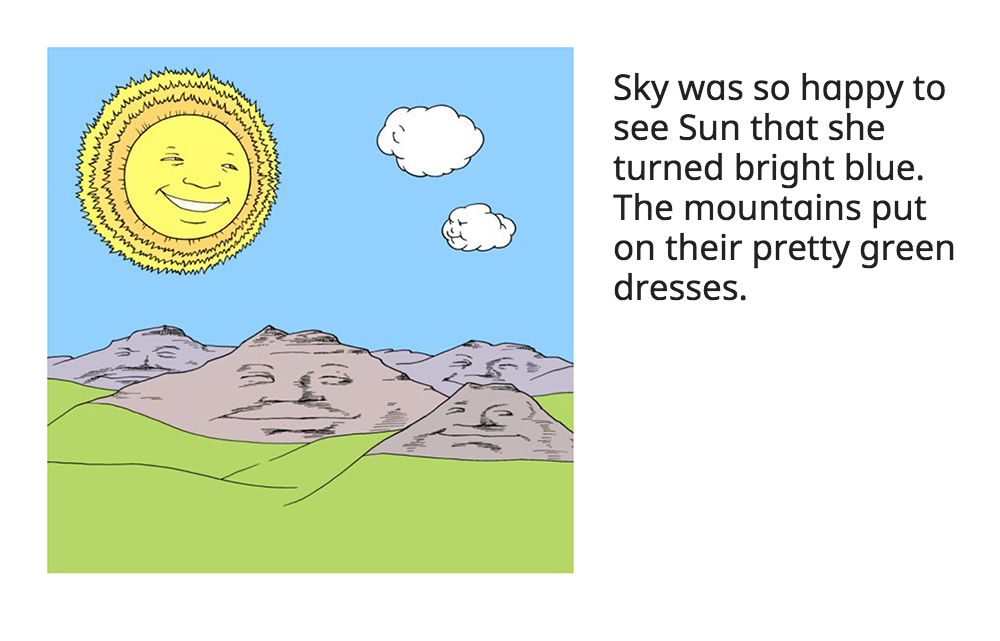 Sky was so happy to
see Sun that she
turned bright blue.
The mountains put
on their pretty green
dresses.